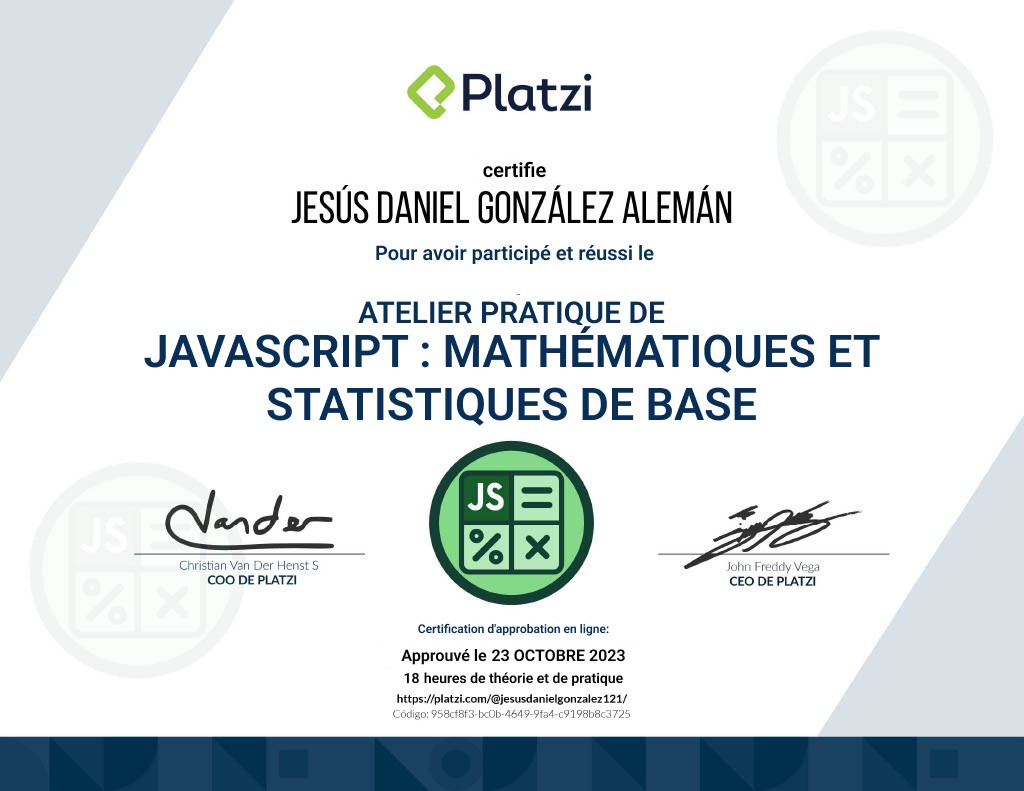 Platzi
JS
certifie
JESÚS DANIEL GONZÁLEZ ALEMÁN
Pour avoir participé et réussi le
ATELIER PRATIQUE DE
JAVASCRIPT : MATHÉMATIQUES ET
STATISTIQUES DE BASE
JS
JS
Christian Van Der Henst S
COO DE PLATZI
John Freddy Vega
CEO DE PLATZI
Certification d'approbation en ligne:
Approuvé le 23 OCTOBRE 2023
18 heures de théorie et de pratique
https://platzi.com/@jesusdanielgonzalez121/
Código: 958cf8f3-bc0b-4649-9fa4-c9198b8c3725